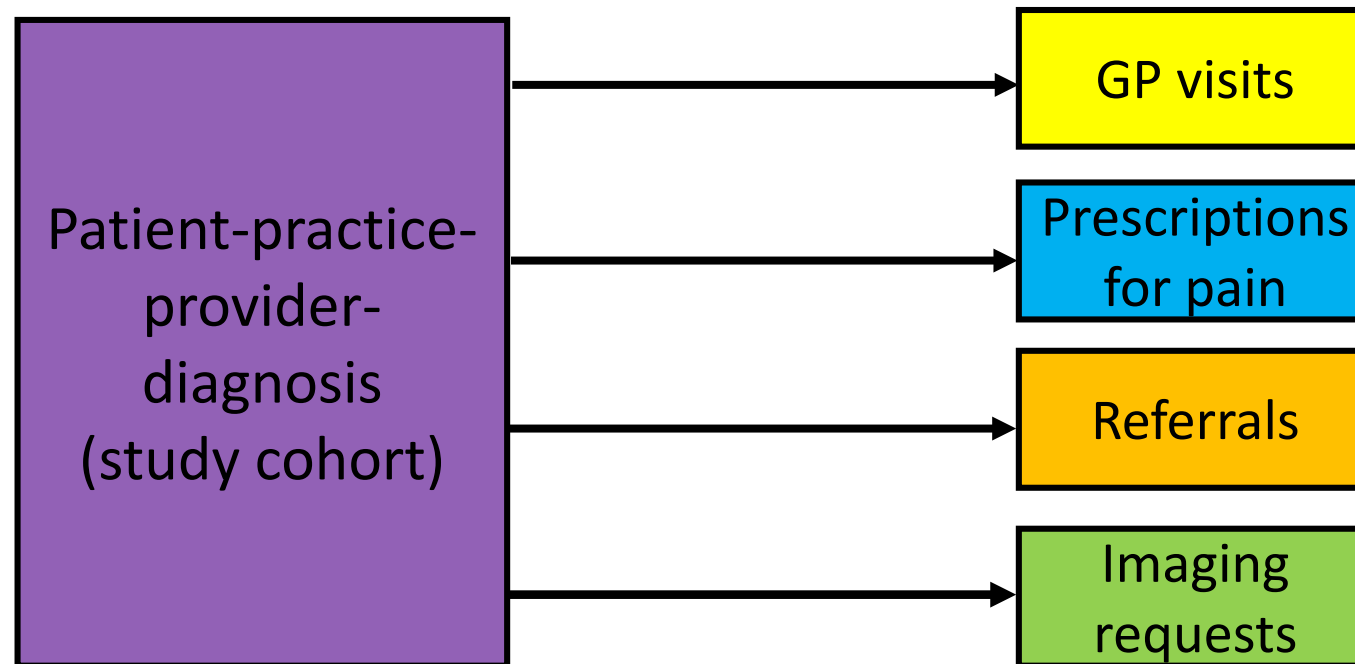 Patient-practice-
provider-
diagnosis
(study cohort)
GP visits
Prescriptions
for pain
Referrals
Imaging
requests